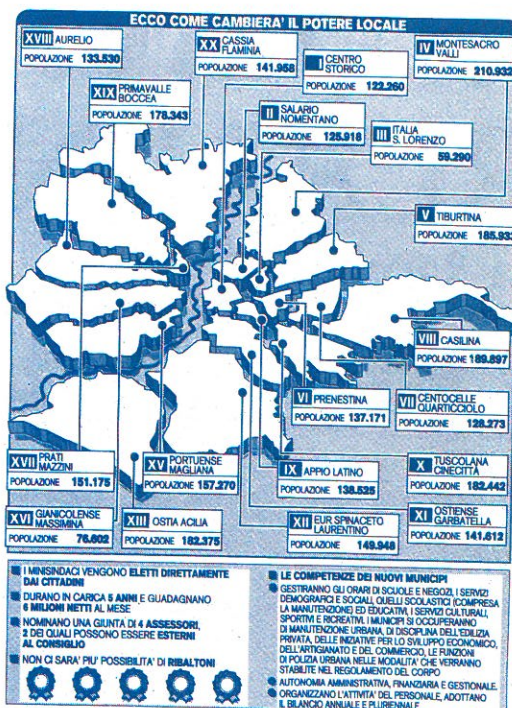 ECCO COME CAMBIERA' IL POTERE LOCALE
XVIII AURELIO
POPOLAZIONE 133.530
XX CASSIA
FLAMINIA
POPOLAZIONE 141.958
I CENTRO
STORICO
POPOLAZIONE 122.260
IV MONTESACRO
VALLI
POPOLAZIONE 210.932
XIX PRIMAVALLE
BOCCEA
POPOLAZIONE 178.343
II SALARIO
NOMENTANO
POPOLAZIONE 125.918
III ITALIA
S. LORENZO
POPOLAZIONE 59.290
V TIBURTINA
POPOLAZIONE 185.933
VIII CASILINA
POPOLAZIONE 189.897
VI PRENESTINA
POPOLAZIONE 137.171
VII CENTOCELLE
QUARTICCIOLO
POPOLAZIONE 128.273
XVII PRATI
MAZZINI
POPOLAZIONE 151.175
XV PORTUENSE
MAGLIANA
POPOLAZIONE 157.270
IX APPIO LATINO
POPOLAZIONE 138.525
X TUSCOLANA
CINECITTÀ
POPOLAZIONE 182.442
XVI GIANICOLENSE
MASSIMINA
POPOLAZIONE 76.602
XIII OSTIA ACILIA
POPOLAZIONE 182.375
XII EUR SPINACETO
LAURENTINO
POPOLAZIONE 149.948
XI OSTIENSE
GARBATELLA
POPOLAZIONE 141.612
I MINISINDACI VENGONO ELETTI DIRETTAMENTE
DAI CITTADINI
DURANO IN CARICA 5 ANNI E GUADAGNANO
6 MILIONI NETTI AL MESE
NOMINANO UNA GIUNTA DI 4 ASSESSORI,
2 DEI QUALI POSSONO ESSERE ESTERNI
AL CONSIGLIO
NON CI SARA' PIU' POSSIBILITA' DI RIBALTONI
LE COMPETENZE DEI NUOVI MUNICIPI
GESTIRANNO GLI ORARI DI SCUOLE E NEGOZI, I SERVIZI
DEMOGRAFICI E SOCIALI, QUELLI SCOLASTICI (COMPRESA
LA MANUTENZIONE) ED EDUCATIVI, I SERVIZI CULTURALI,
SPORTIVI E RICREATIVI. I MUNICIPI SI OCCUPERANNO
DI MANUTENZIONE URBANA, DI DISCIPLINA DELL'EDILIZIA
PRIVATA, DELLE INIZIATIVE PER LO SVILUPPO ECONOMICO,
DELL'ARTIGIANATO E DEL COMMERCIO, LE FUNZIONI
DI POLIZIA URBANA NELLE MODALITA' CHE VERRANNO
STABILITE NEL REGOLAMENTO DEL CORPO
AUTONOMIA AMMINISTRATIVA, FINANZIARIA E GESTIONALE.
ORGANIZZANO L'ATTIVITA' DEL PERSONALE, ADOTTANO
IL BILANCIO ANNUALE E PLURIENNALE